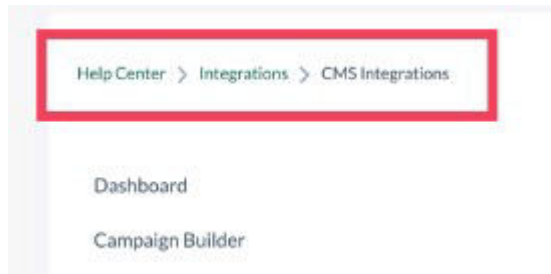 Help Center > Integrations > CMS Integrations
Dashboard
Campaign Builder